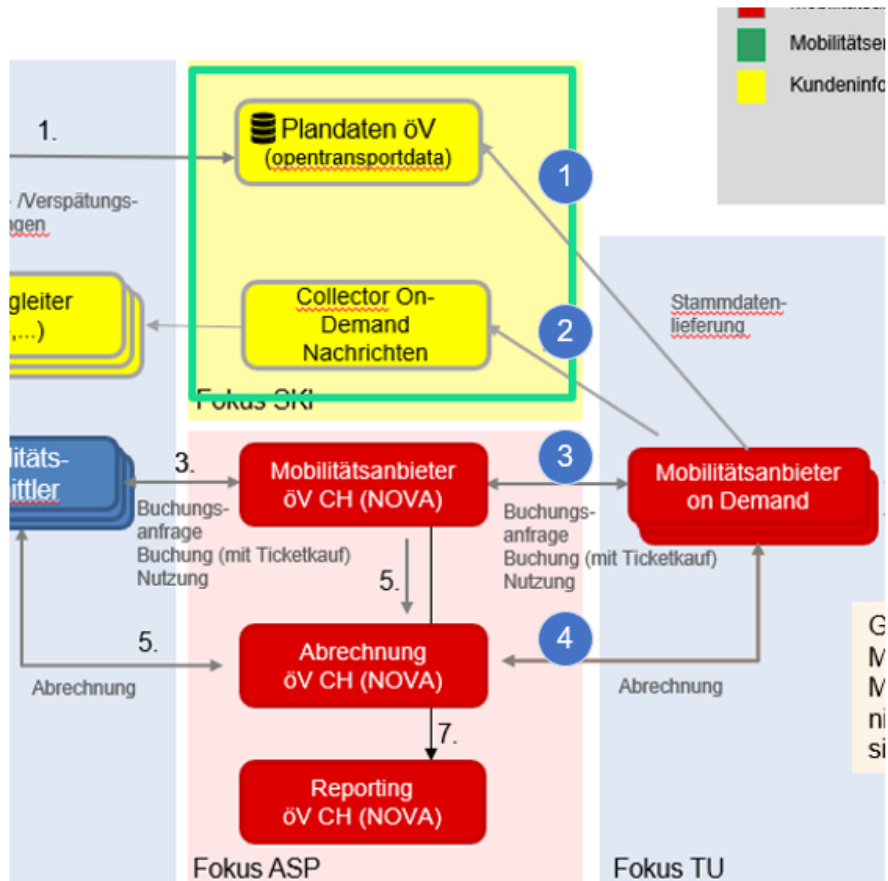 Mobilitätser
Kundeninfo
1.
Plandaten öV
(opentransportdata)
1
- /Verspätungs-
ngen
gleiter
,...)
Collector On-
Demand
Nachrichten
2
Stammdaten-
lieferung
Fokus SKI
litäts-
ittler
3.
Mobilitätsanbieter
öV CH (NOVA)
3
Mobilitätsanbieter
on Demand
Buchungs-
anfrage
Buchung (mit Ticketkauf)
Nutzung
Buchungs-
anfrage
Buchung (mit Ticketkauf)
Nutzung
5.
5.
Abrechnung
Abrechnung
öV CH (NOVA)
4
Abrechnung
G
M
M
ni
si
7.
Reporting
öV CH (NOVA)
Fokus ASP
Fokus TU